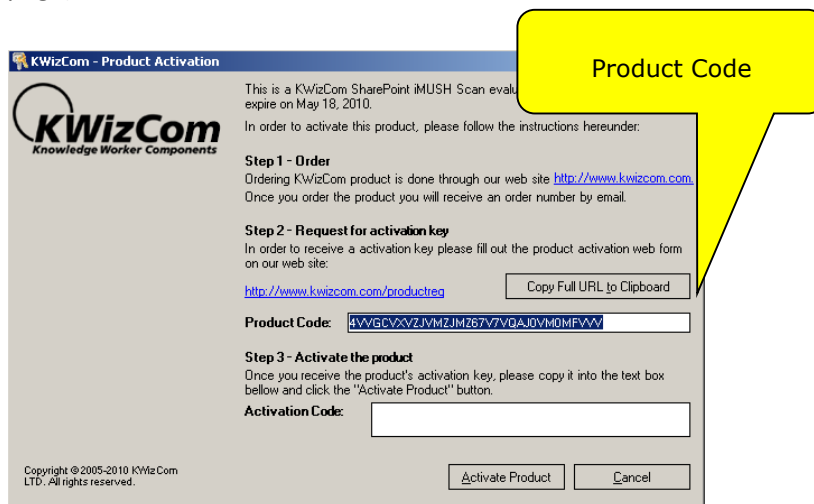 KWizCom - Product Activation
Product Code
KWizCom
Knowledge Worker Components
This is a KWizCom SharePoint iMUSH Scan
expire on May 18, 2010.
In order to activate this product, please follow the instructions hereunder:
Step 1 - Order
Ordering KWizCom product is done through our web site http://www.kwizcom.com.
Once you order the product you will receive an order number by email.
Step 2 - Request for activation key
In order to receive a activation key please fill out the product activation web form
on our web site:
http://www.kwizcom.com/productreg
Copy Full URL to Clipboard
Product Code: 4VVGCVXVZJVMZJMZ67V7VQAJ0VM0MFVVV
Step 3 - Activate the product
Once you receive the product's activation key, please copy it into the text box
bellow and click the "Activate Product" button.
Activation Code:
Copyright © 2005-2010 KWizCom
LTD. All rights reserved.
Activate Product
Cancel